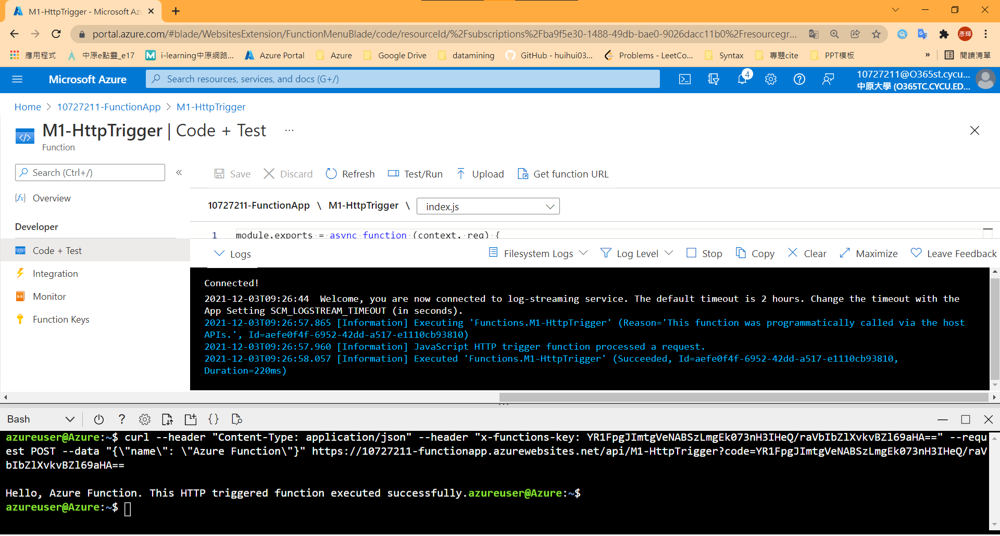 M1-HttpTrigger - Microsoft Az
portal.azure.com/#blade/WebsitesExtension/FunctionMenuBlade/code/resourceId/%2Fsubscriptions%2Fba9f5e30-1488-49db-bae0-9026dacc11b0%2Fresourcegr...
彥輝
應用程式
中原e點靈_e17
i-learning中原網路...
Azure Portal
Azure
Google Drive
datamining
GitHub - huihui03...
Problems - LeetCo...
Syntax
專題cite
PPT模板
»
閱讀清單
Microsoft Azure
Search resources, services, and docs (G+/)
4
10727211@O365st.cycu...
中原大學 (O365TC.CYCU.ED...
Home > 10727211-FunctionApp > M1-HttpTrigger
M1-HttpTrigger | Code + Test ...
Function
Search (Ctrl+/)
«
Save
Discard
Refresh
Test/Run
Upload
Get function URL
Overview
Developer
Code + Test
Integration
Monitor
Function Keys
10727211-FunctionApp \ M1-HttpTrigger \ index.js
1 module.exports = async function (context, req) {
Logs
Filesystem Logs
Log Level
Stop
Copy
Clear
Maximize
Leave Feedback
Connected!
2021-12-03T09:26:44  Welcome, you are now connected to log-streaming service. The default timeout is 2 hours. Change the timeout with the
App Setting SCM_LOGSTREAM_TIMEOUT (in seconds).
2021-12-03T09:26:57.865 [Information] Executing 'Functions.M1-HttpTrigger' (Reason='This function was programmatically called via the host
APIs.', Id=aefe0f4f-6952-42dd-a517-e1110cb93810)
2021-12-03T09:26:57.960 [Information] JavaScript HTTP trigger function processed a request.
2021-12-03T09:26:58.057 [Information] Executed 'Functions.M1-HttpTrigger' (Succeeded, Id=aefe0f4f-6952-42dd-a517-e1110cb93810,
Duration=220ms)
Bash
?
{}
azureuser@Azure:~$ curl --header "Content-Type: application/json" --header "x-functions-key: YR1FpgJImtgVeNABSzLmgEk073nH3IHeQ/raVbIbZlXvkvBZl69aHA==" --requ
est POST --data "{\"name\": \"Azure Function\"}" https://10727211-functionapp.azurewebsites.net/api/M1-HttpTrigger?code=YR1FpgJImtgVeNABSzLmgEk073nH3IHeQ/raV
bIbZlXvkvBZl69aHA==
Hello, Azure Function. This HTTP triggered function executed successfully.azureuser@Azure:~$
azureuser@Azure:~$